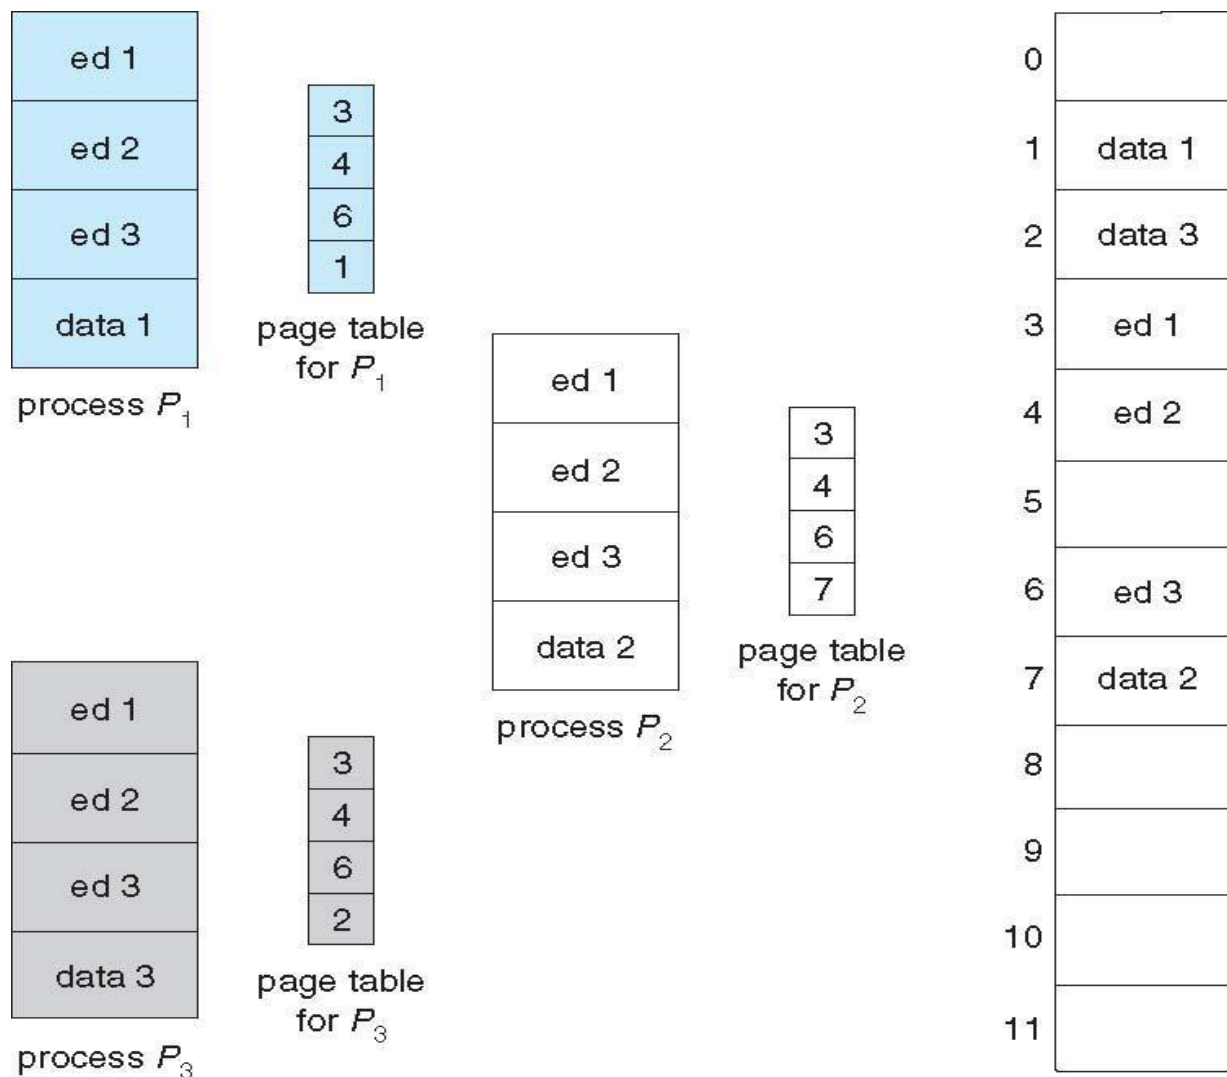 ed 1
ed 2
ed 3
data 1
process P1
3
4
6
1
page table
for P1
ed 1
ed 2
ed 3
data 2
process P2
3
4
6
7
page table
for P2
ed 1
ed 2
ed 3
data 3
process P3
3
4
6
2
page table
for P3
0
1 data 1
2 data 3
3 ed 1
4 ed 2
5
6 ed 3
7 data 2
8
9
10
11